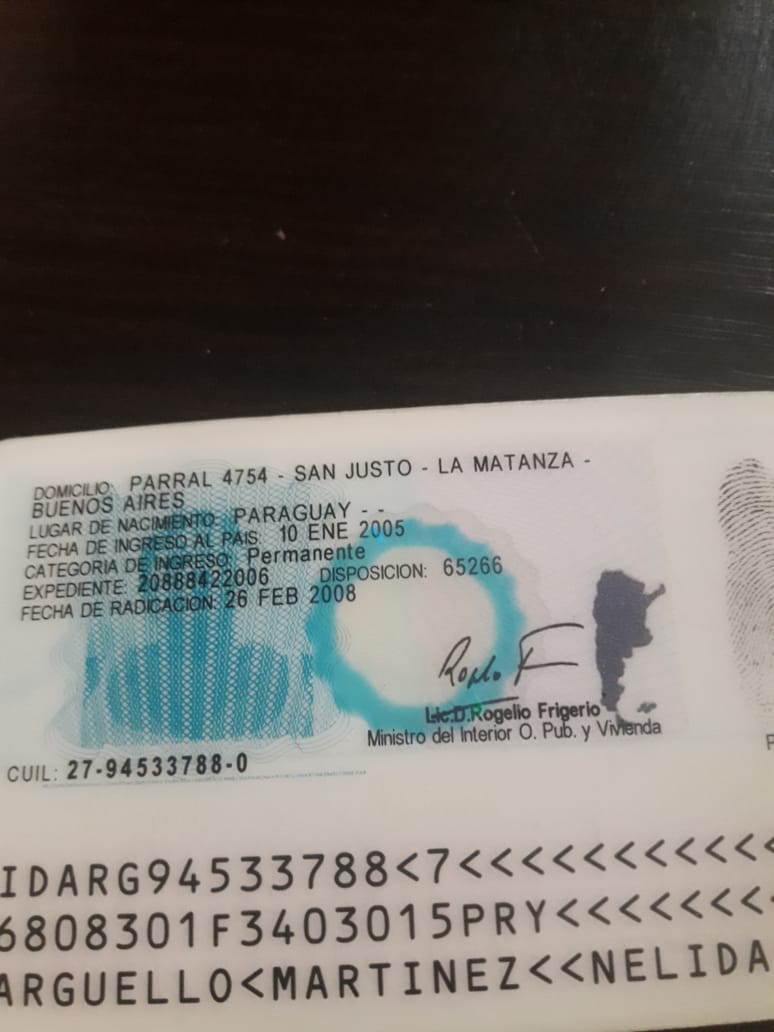 DOMICILIO: PARRAL 4754 - SAN JUSTO - LA MATANZA -
BUENOS AIRES
LUGAR DE NACIMIENTO: PARAGUAY - -
FECHA DE INGRESO AL PAIS: 10 ENE 2005
CATEGORIA DE INGRESO: Permanente
EXPEDIENTE: 20888422006 DISPOSICION: 65266
FECHA DE RADICACION: 26 FEB 2008
Lic.D.Rogelio Frigerio
Ministro del Interior O. Pub. y Vivienda
CUIL: 27-94533788-0
IDARG94533788<7<<<<<<<<<<<
6808301F3403015PRY<<<<<<<
ARGUELLO<MARTINEZ<<NELIDA